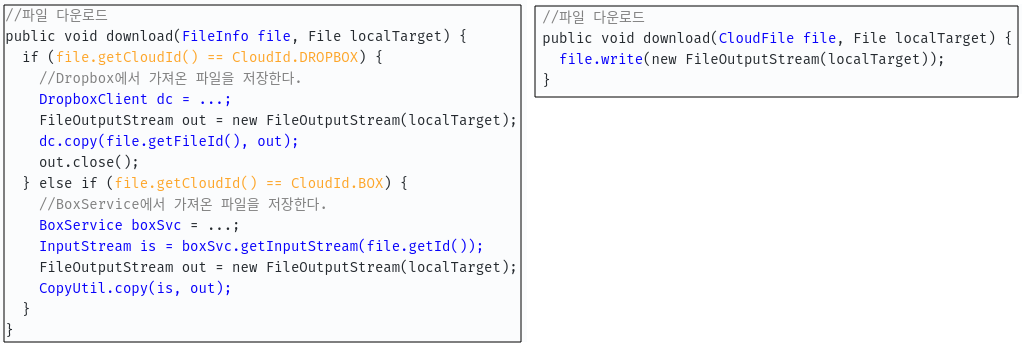 //파일 다운로드
public void download(FileInfo file, File localTarget) {
  if (file.getCloudId() == CloudId.DROPBOX) {
    //Dropbox에서 가져온 파일을 저장한다.
    DropboxClient dc = ...;
    FileOutputStream out = new FileOutputStream(localTarget);
    dc.copy(file.getFileId(), out);
    out.close();
  } else if (file.getCloudId() == CloudId.BOX) {
    //BoxService에서 가져온 파일을 저장한다.
    BoxService boxSvc = ...;
    InputStream is = boxSvc.getInputStream(file.getId());
    FileOutputStream out = new FileOutputStream(localTarget);
    CopyUtil.copy(is, out);
  }
}
//파일 다운로드
public void download(CloudFile file, File localTarget) {
  file.write(new FileOutputStream(localTarget));
}